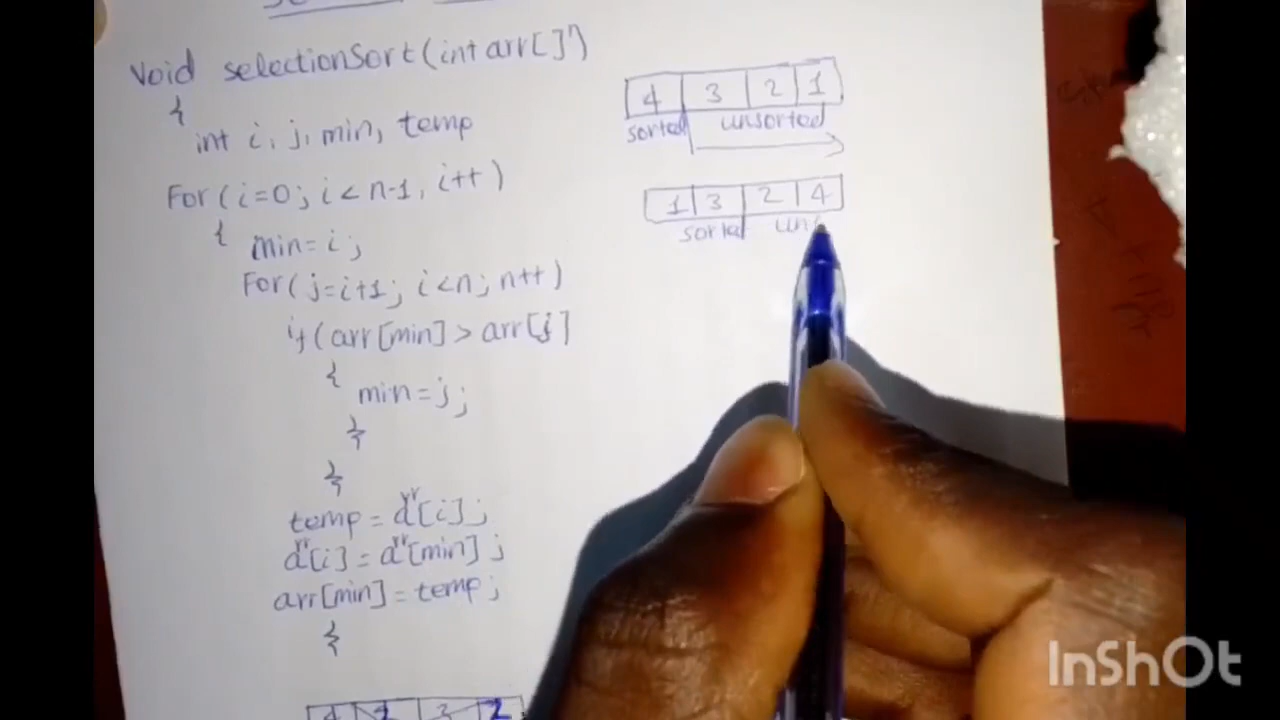 void selectionSort(int arr[])
{
int i, j, min, temp
For(i=0; i<n-1, i++)
{ min=i;
For(j=i+1; i<n; n++)
if(arr[min]>arr[j]
{
min=j;
}
}
temp=arr[i];
arr[i]=arr[min];
arr[min]=temp;
{
4 3 2 1
sorted unsorted
1 3 2 4
sorted uns
InShOt